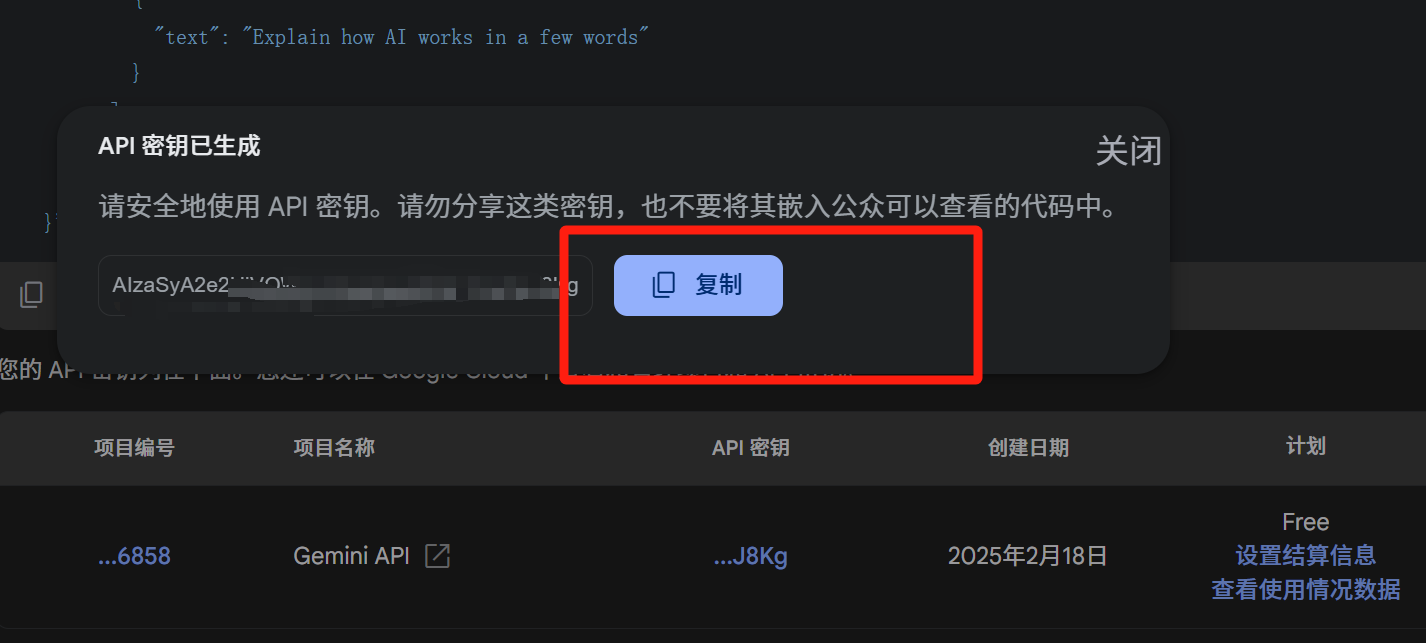 {
"text": "Explain how AI works in a few words"
}
API 密钥已生成
关闭
请安全地使用 API 密钥。请勿分享这类密钥，也不要将其嵌入公众可以查看的代码中。
}
复制
您的 API 密钥列在下面。您还可以在 Google Cloud 中
项目编号 项目名称 API 密钥 创建日期 计划
...6858 Gemini API ...J8Kg 2025年2月18日 Free
设置结算信息
查看使用情况数据